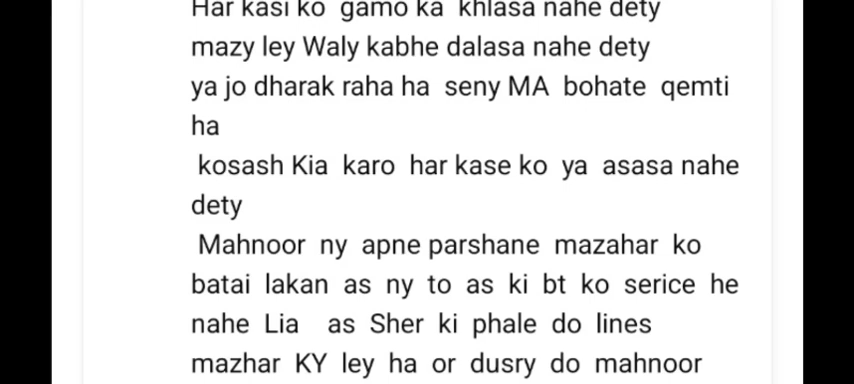 Har kasi ko gamo ka khlasa nahe dety
mazy ley Waly kabhe dalasa nahe dety
ya jo dharak raha ha seny MA bohate qemti
ha
kosash Kia karo har kase ko ya asasa nahe
dety
Mahnoor ny apne parshane mazahar ko
batai lakan as ny to as ki bt ko serice he
nahe Lia as Sher ki phale do lines
mazhar KY ley ha or dusry do mahnoor